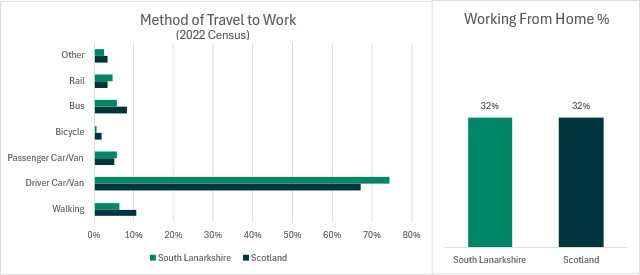 Method of Travel to Work
(2022 Census)
Other
Rail
Bus
Bicycle
Passenger Car/Van
Driver Car/Van
Walking
0% 10% 20% 30% 40% 50% 60% 70% 80%
South Lanarkshire Scotland
Working From Home %
32% 32%
South Lanarkshire Scotland